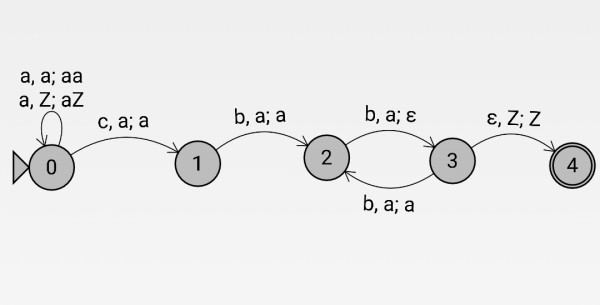 a, a; aa
a, Z; aZ
c, a; a
b, a; a
b, a; ε
ε, Z; Z
0
1
2
3
4
b, a; a